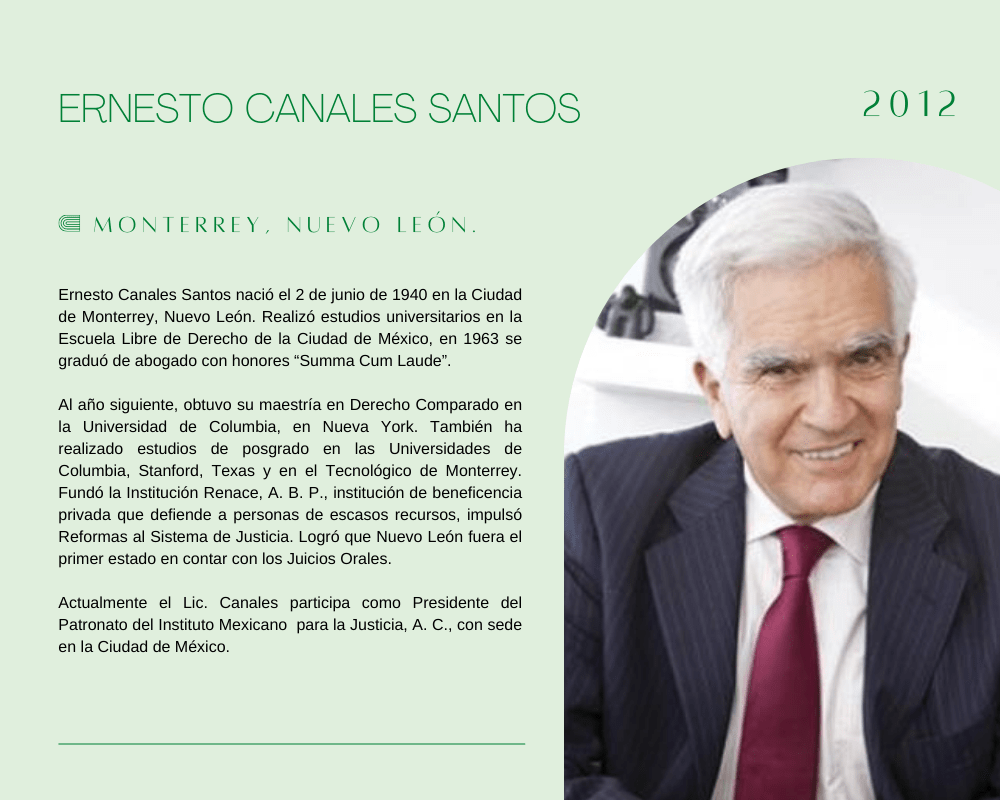 ERNESTO CANALES SANTOS
2012
MONTERREY, NUEVO LEÓN.
Ernesto Canales Santos nació el 2 de junio de 1940 en la Ciudad
de Monterrey, Nuevo León. Realizó estudios universitarios en la
Escuela Libre de Derecho de la Ciudad de México, en 1963 se
graduó de abogado con honores “Summa Cum Laude”.
Al año siguiente, obtuvo su maestría en Derecho Comparado en
la Universidad de Columbia, en Nueva York. También ha
realizado estudios de posgrado en las Universidades de
Columbia, Stanford, Texas y en el Tecnológico de Monterrey.
Fundó la Institución Renace, A. B. P., institución de beneficencia
privada que defiende a personas de escasos recursos, impulsó
Reformas al Sistema de Justicia. Logró que Nuevo León fuera el
primer estado en contar con los Juicios Orales.
Actualmente el Lic. Canales participa como Presidente del
Patronato del Instituto Mexicano para la Justicia, A. C., con sede
en la Ciudad de México.